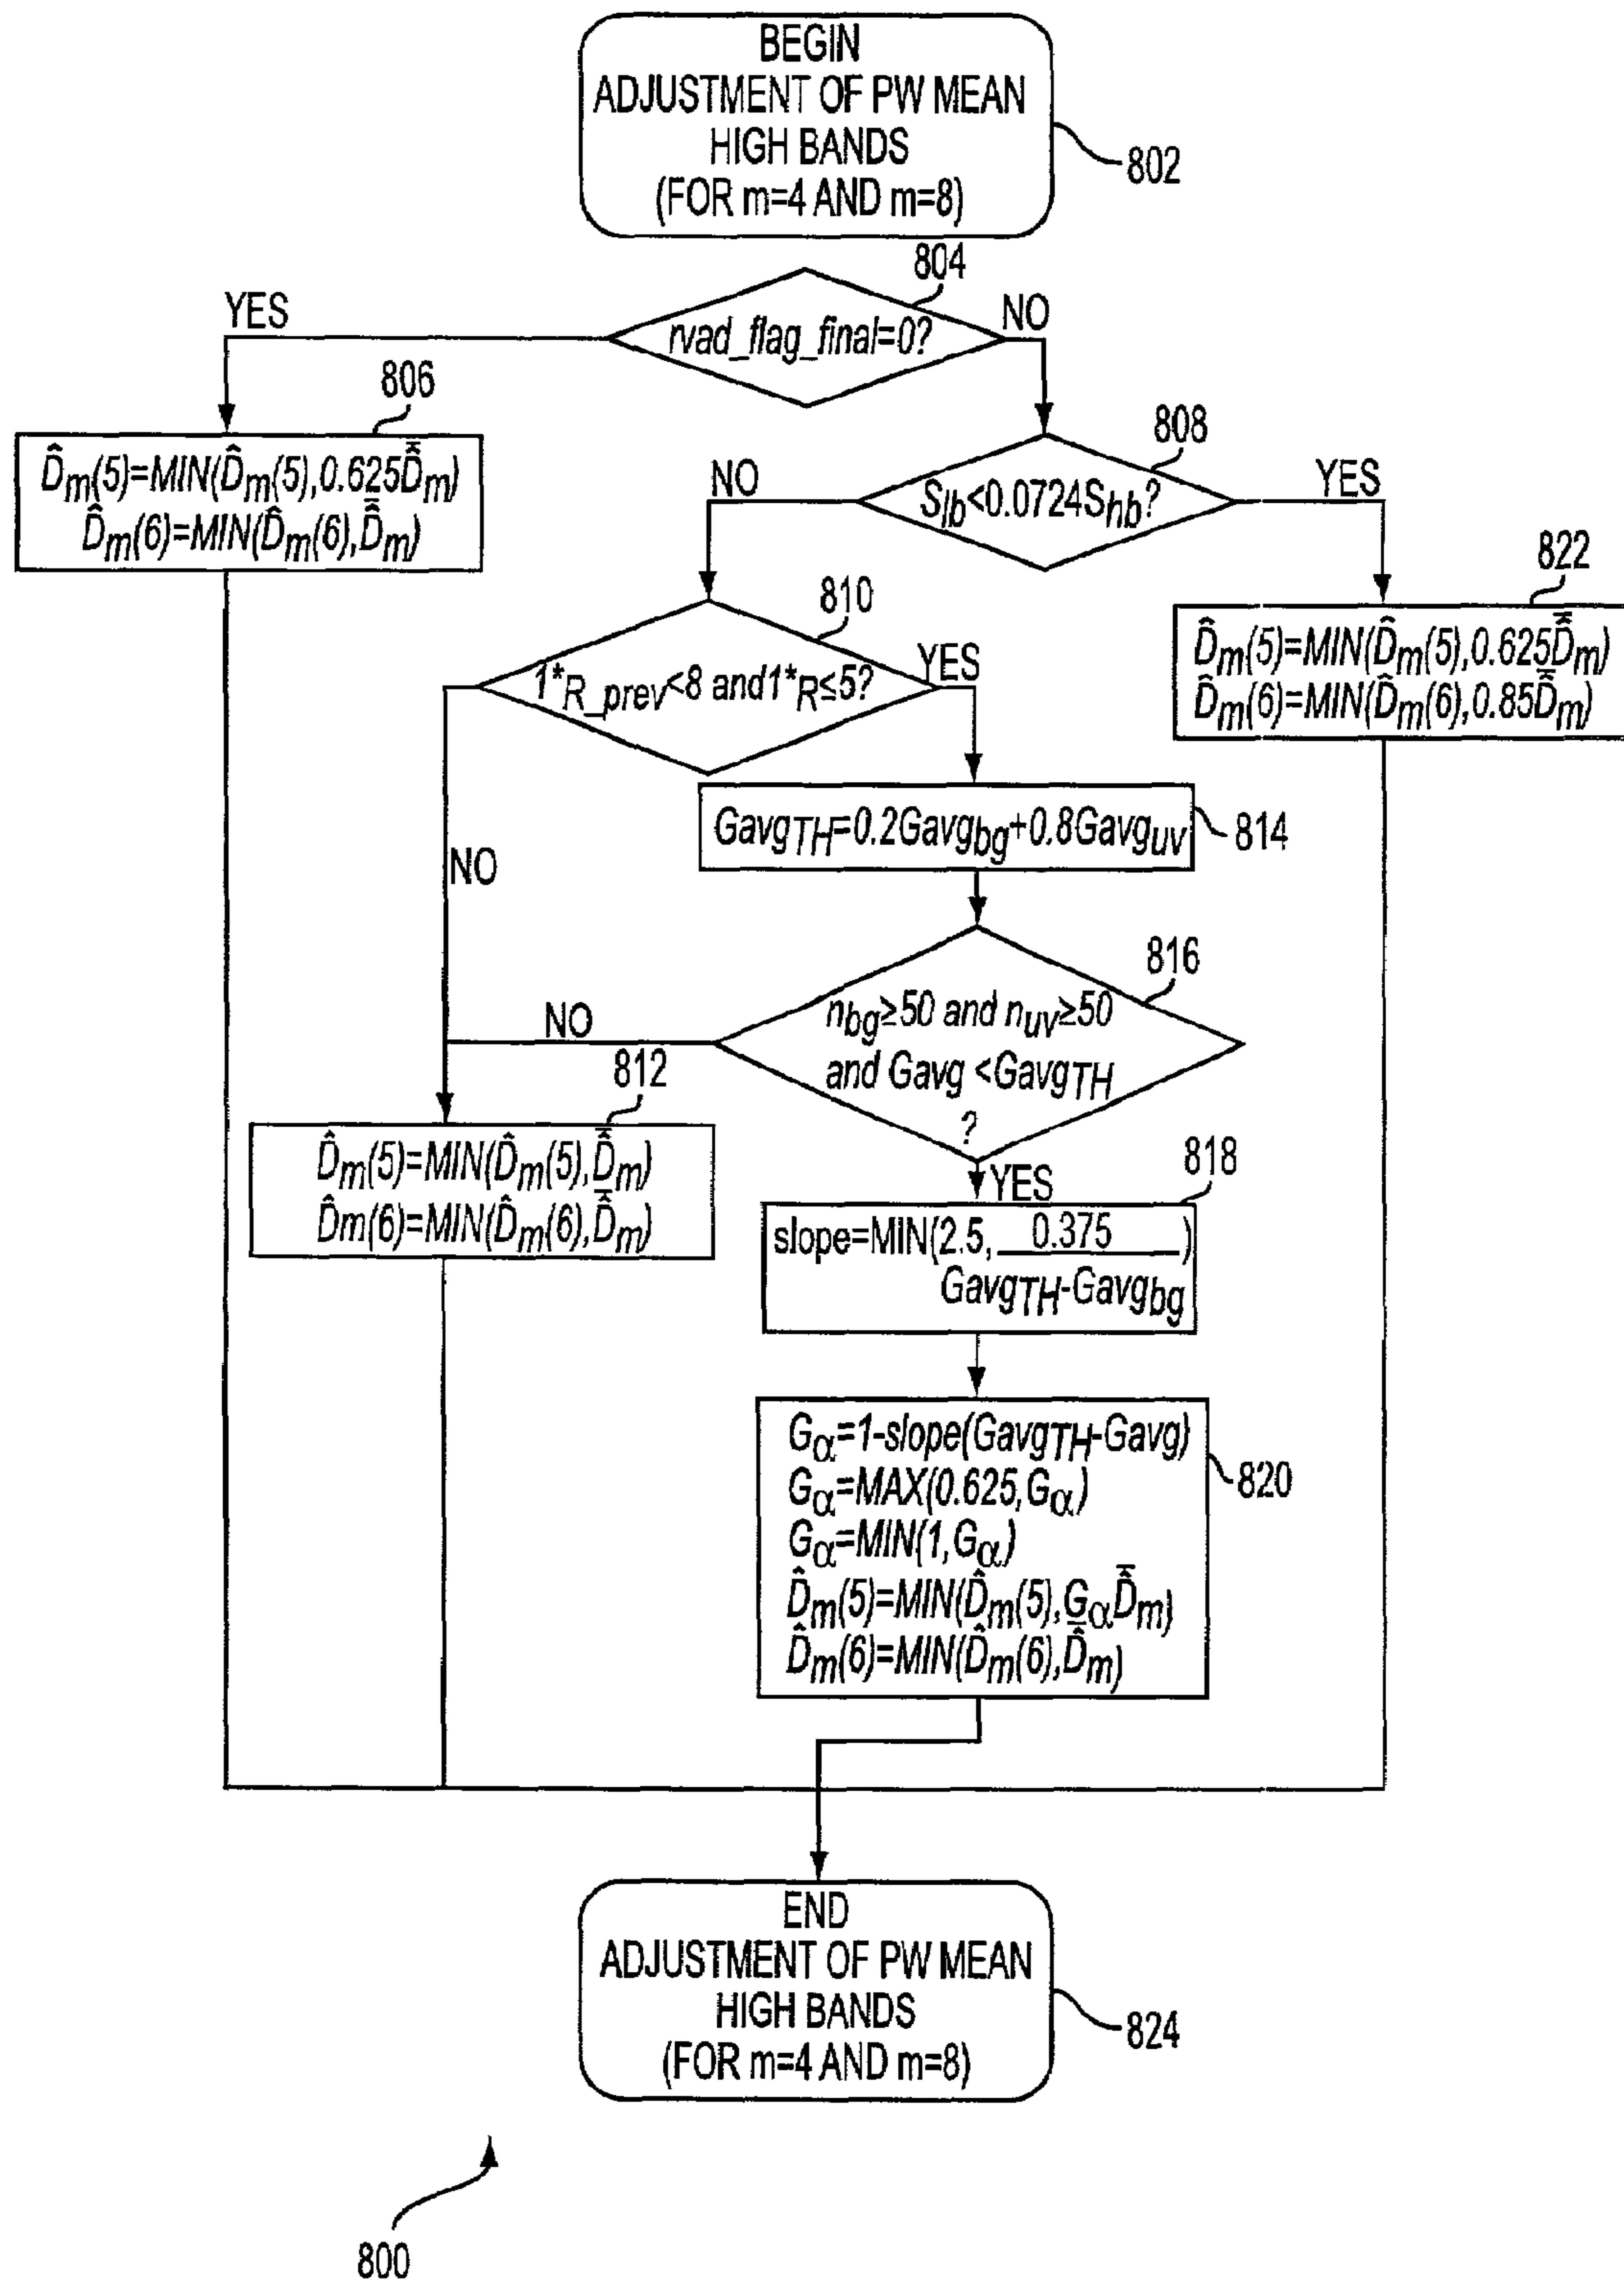 BEGIN
ADJUSTMENT OF PW MEAN
HIGH BANDS
(FOR m=4 AND m=8)
802
804
rvad_flag_final=0?
YES
NO
806
D̂m(5)=MIN(D̂m(5),0.625D̂̄m)
D̂m(6)=MIN(D̂m(6),D̂̄m)
808
Slb<0.0724Shb?
NO
YES
822
D̂m(5)=MIN(D̂m(5),0.625D̂̄m)
D̂m(6)=MIN(D̂m(6),0.85D̂̄m)
810
1*R_prev<8 and1*R≤5?
YES
NO
GavgTH=0.2Gavgbg+0.8Gavguv
814
816
nbg≥50 and nuv≥50
and Gavg <GavgTH
?
NO
YES
812
D̂m(5)=MIN(D̂m(5),D̂̄m)
D̂m(6)=MIN(D̂m(6),D̂̄m)
818
slope=MIN(2.5, 0.375 )
GavgTH-Gavgbg
Gα=1-slope(GavgTH-Gavg)
Gα=MAX(0.625,Gα)
Gα=MIN(1,Gα)
D̂m(5)=MIN(D̂m(5),GαD̂̄m)
D̂m(6)=MIN(D̂m(6),D̂̄m)
820
END
ADJUSTMENT OF PW MEAN
HIGH BANDS
(FOR m=4 AND m=8)
824
800